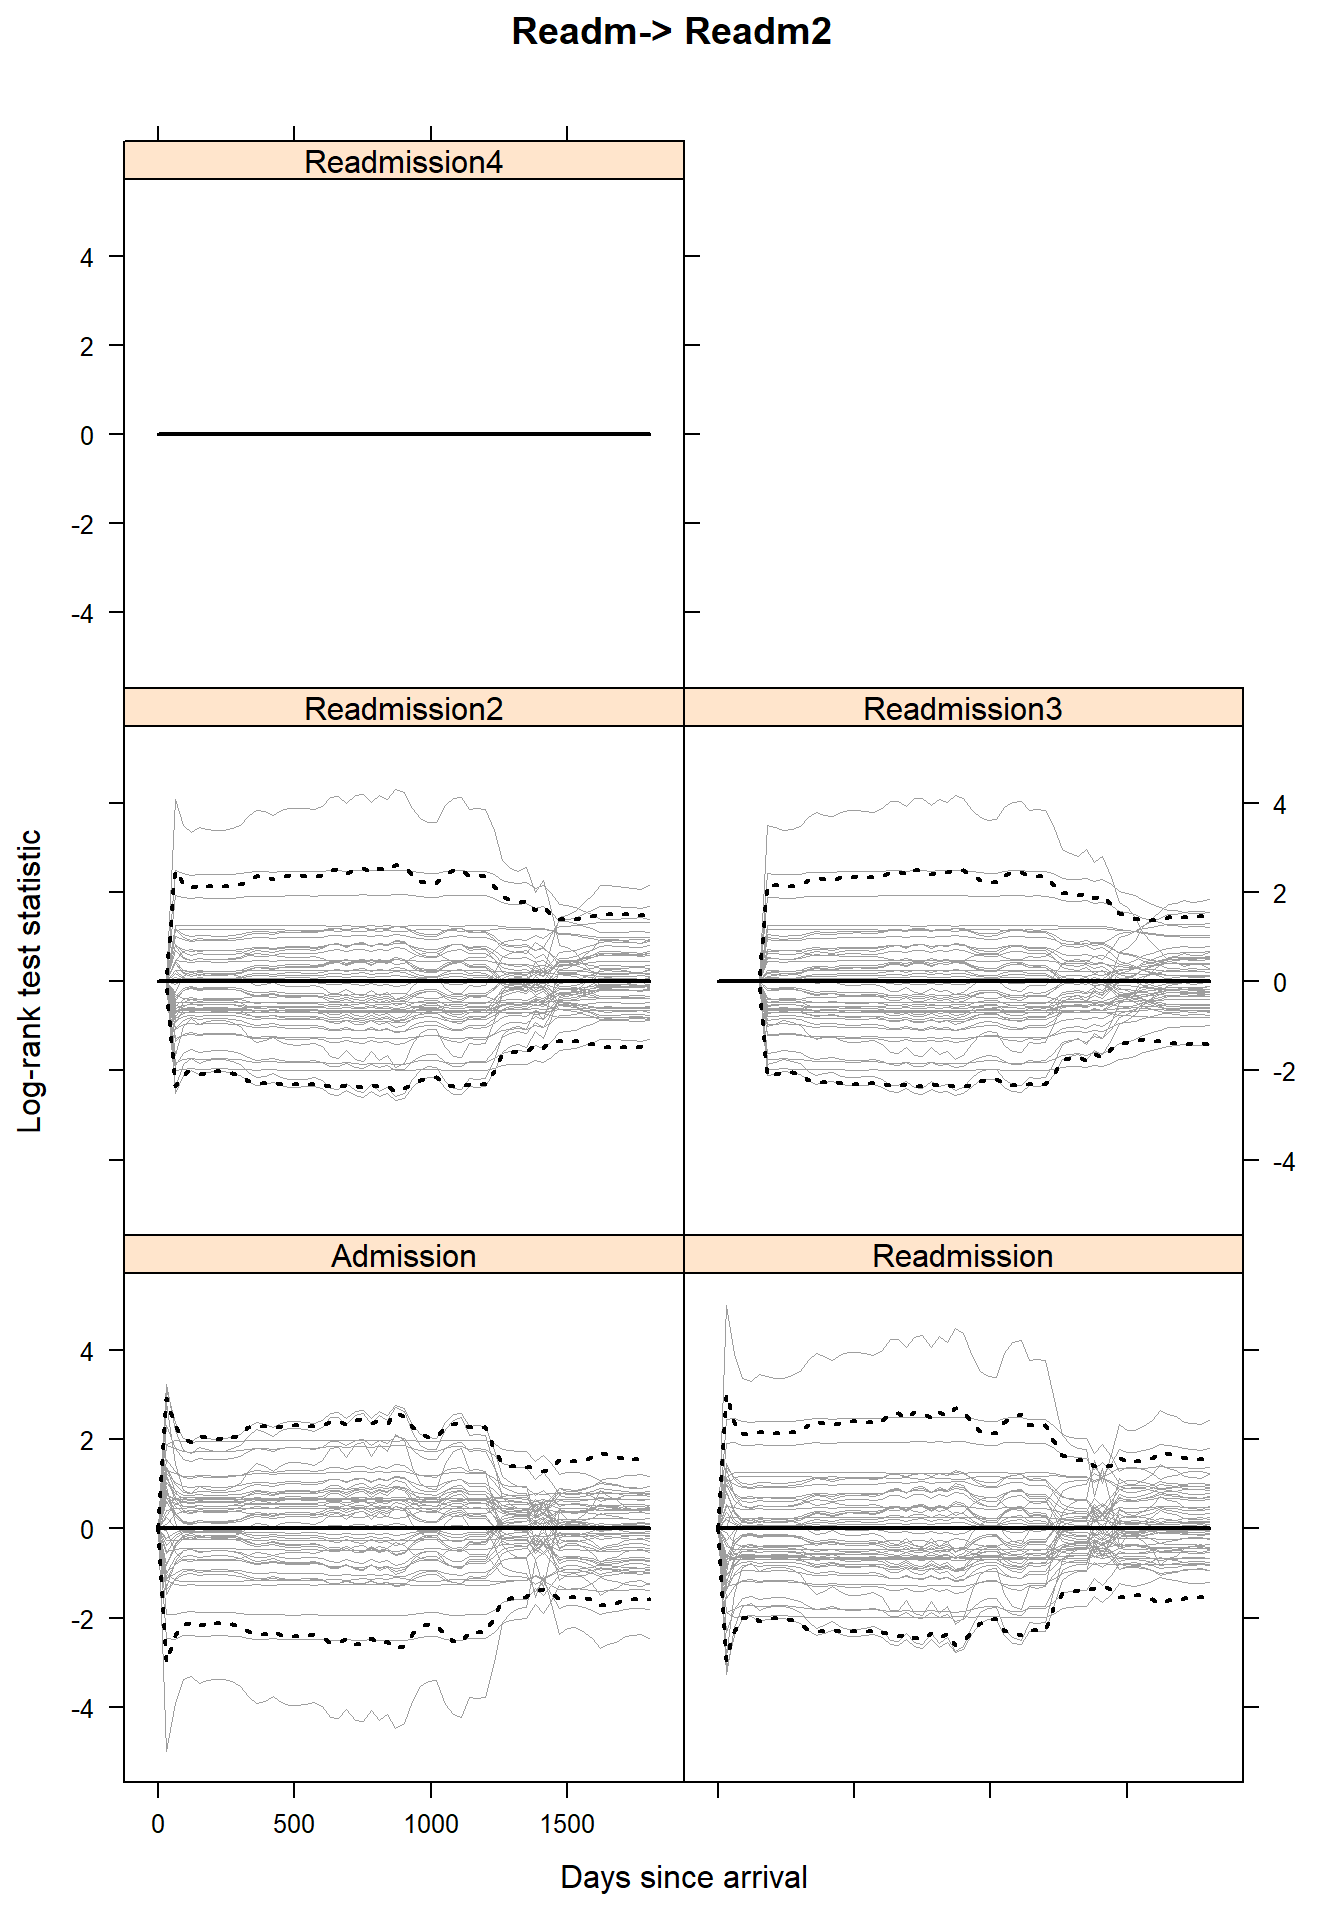 Readm-> Readm2
Readmission4
4
2
0
-2
-4
Readmission2
Readmission3
4
2
0
-2
-4
Log-rank test statistic
Admission
Readmission
4
2
0
-2
-4
0 500 1000 1500
Days since arrival